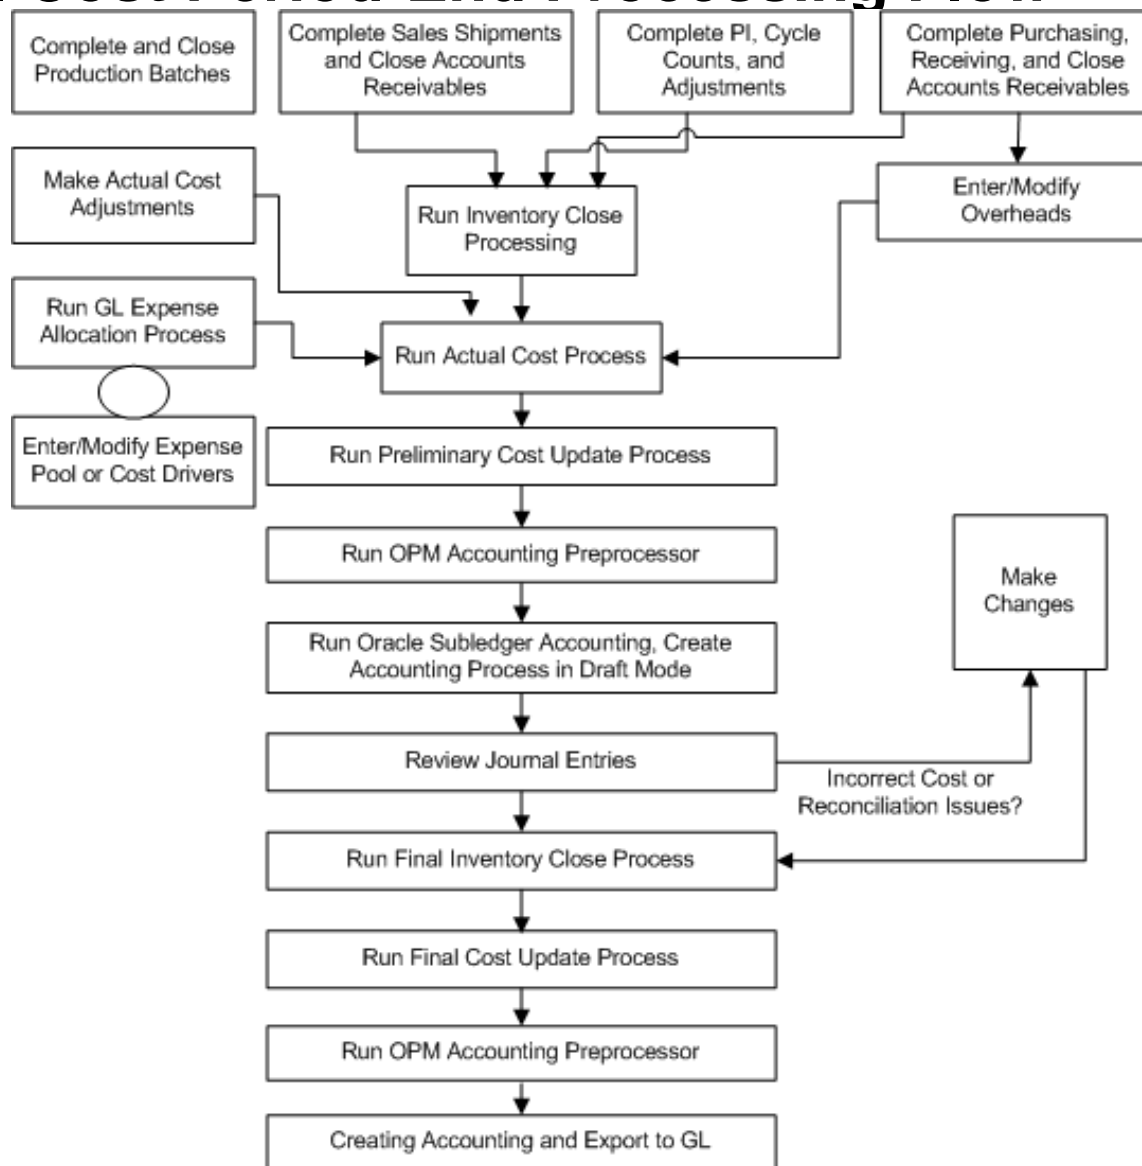 Cost Period-End Processing Flow
Complete and Close
Production Batches
Complete Sales Shipments
and Close Accounts
Receivables
Complete PI, Cycle
Counts, and
Adjustments
Complete Purchasing,
Receiving, and Close
Accounts Receivables
Make Actual Cost
Adjustments
Run Inventory Close
Processing
Enter/Modify
Overheads
Run GL Expense
Allocation Process
Run Actual Cost Process
Enter/Modify Expense
Pool or Cost Drivers
Run Preliminary Cost Update Process
Run OPM Accounting Preprocessor
Make
Changes
Run Oracle Subledger Accounting, Create
Accounting Process in Draft Mode
Review Journal Entries
Incorrect Cost or
Reconciliation Issues?
Run Final Inventory Close Process
Run Final Cost Update Process
Run OPM Accounting Preprocessor
Creating Accounting and Export to GL